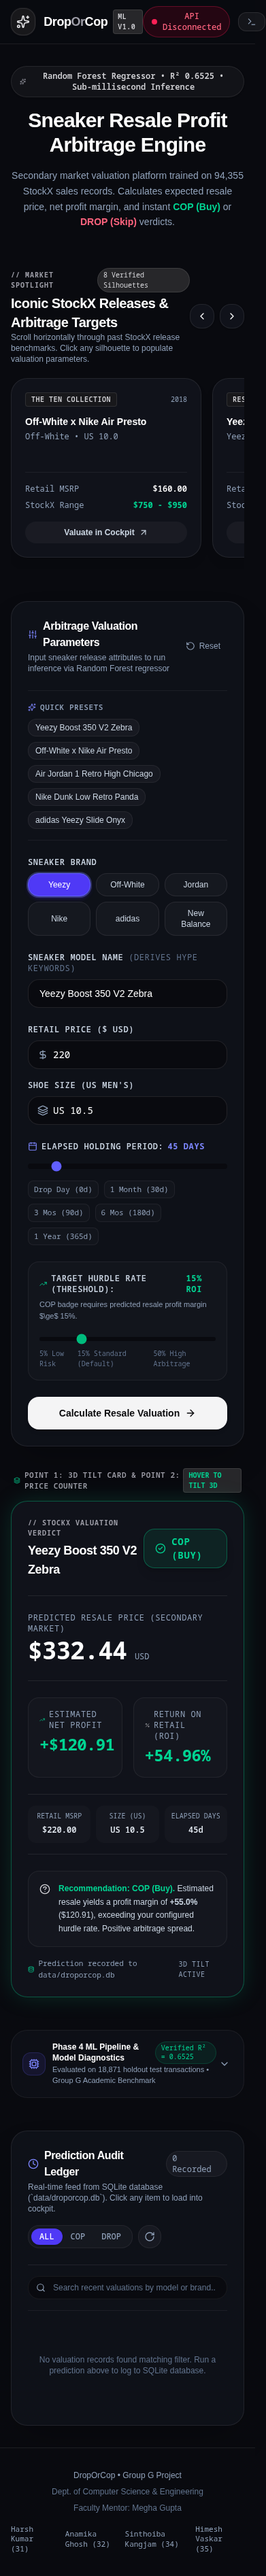 DropOrCop
ML
V1.0
API
Disconnected
Random Forest Regressor • R² 0.6525 •
Sub-millisecond Inference
Sneaker Resale Profit
Arbitrage Engine
Secondary market valuation platform trained on 94,355
StockX sales records. Calculates expected resale
price, net profit margin, and instant COP (Buy) or
DROP (Skip) verdicts.
// MARKET
SPOTLIGHT
8 Verified
Silhouettes
Iconic StockX Releases &
Arbitrage Targets
Scroll horizontally through past StockX release
benchmarks. Click any silhouette to populate
valuation parameters.
THE TEN COLLECTION
2018
Off-White x Nike Air Presto
Off-White • US 10.0
Retail MSRP
$160.00
StockX Range
$750 - $950
Valuate in Cockpit
RES
Yeez
Yeez
Reta
Stoc
Arbitrage Valuation
Parameters
Reset
Input sneaker release attributes to run
inference via Random Forest regressor
QUICK PRESETS
Yeezy Boost 350 V2 Zebra
Off-White x Nike Air Presto
Air Jordan 1 Retro High Chicago
Nike Dunk Low Retro Panda
adidas Yeezy Slide Onyx
SNEAKER BRAND
Yeezy
Off-White
Jordan
Nike
adidas
New
Balance
SNEAKER MODEL NAME (DERIVES HYPE
KEYWORDS)
Yeezy Boost 350 V2 Zebra
RETAIL PRICE ($ USD)
$ 220
SHOE SIZE (US MEN'S)
US 10.5
ELAPSED HOLDING PERIOD: 45 DAYS
Drop Day (0d)
1 Month (30d)
3 Mos (90d)
6 Mos (180d)
1 Year (365d)
TARGET HURDLE RATE
(THRESHOLD):
15%
ROI
COP badge requires predicted resale profit margin
$\ge$ 15%.
5% Low
Risk
15% Standard
(Default)
50% High
Arbitrage
Calculate Resale Valuation
POINT 1: 3D TILT CARD & POINT 2:
PRICE COUNTER
HOVER TO
TILT 3D
// STOCKX VALUATION
VERDICT
Yeezy Boost 350 V2
Zebra
COP
(BUY)
PREDICTED RESALE PRICE (SECONDARY
MARKET)
$332.44 USD
ESTIMATED
NET PROFIT
+$120.91
% RETURN ON
RETAIL
(ROI)
+54.96%
RETAIL MSRP
$220.00
SIZE (US)
US 10.5
ELAPSED DAYS
45d
Recommendation: COP (Buy). Estimated
resale yields a profit margin of +55.0%
($120.91), exceeding your configured
hurdle rate. Positive arbitrage spread.
Prediction recorded to
data/droporcop.db
3D TILT
ACTIVE
Phase 4 ML Pipeline &
Model Diagnostics
Verified R²
= 0.6525
Evaluated on 18,871 holdout test transactions •
Group G Academic Benchmark
Prediction Audit
Ledger
0
Recorded
Real-time feed from SQLite database
(`data/droporcop.db`). Click any item to load into
cockpit.
ALL
COP
DROP
Search recent valuations by model or brand..
No valuation records found matching filter. Run a
prediction above to log to SQLite database.
DropOrCop • Group G Project
Dept. of Computer Science & Engineering
Faculty Mentor: Megha Gupta
Harsh
Kumar
(31)
Anamika
Ghosh (32)
Sinthoiba
Kangjam (34)
Himesh
Vaskar
(35)